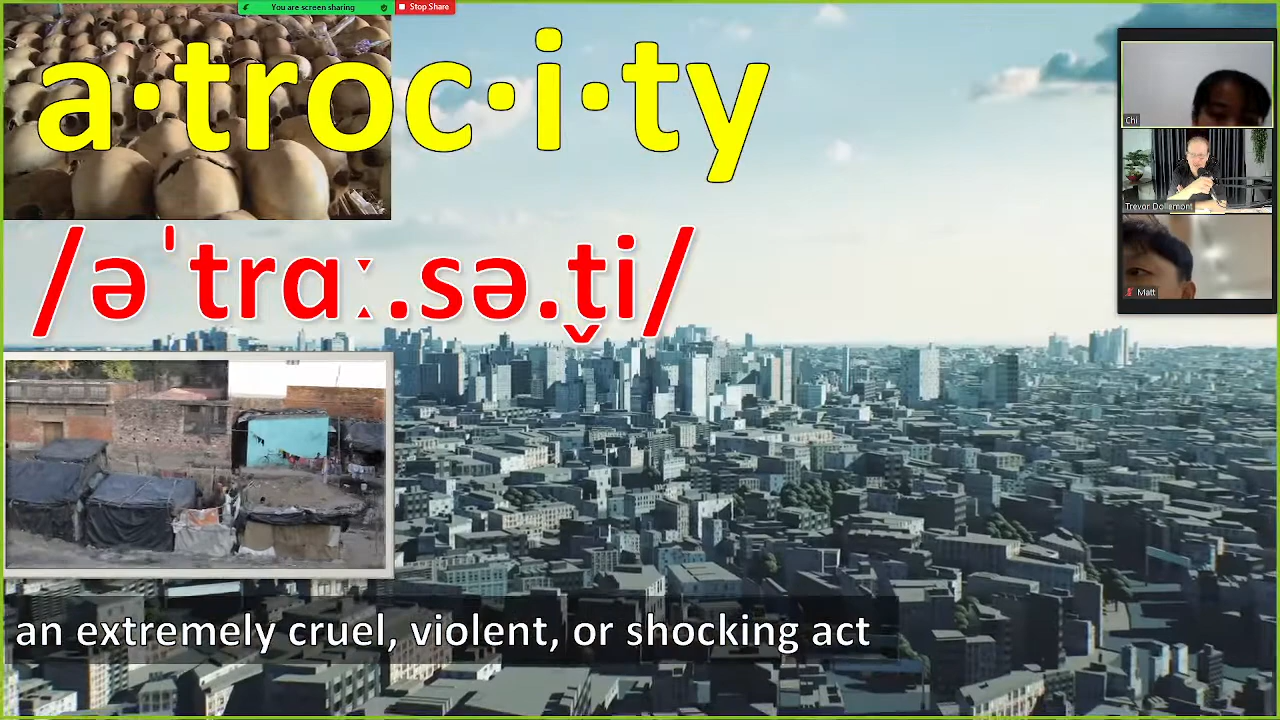 You are screen sharing
Stop Share
a·troc·i·ty
/əˈtrɑː.sə.t̬i/
an extremely cruel, violent, or shocking act
Chi
Trevor Dollemont
Matt